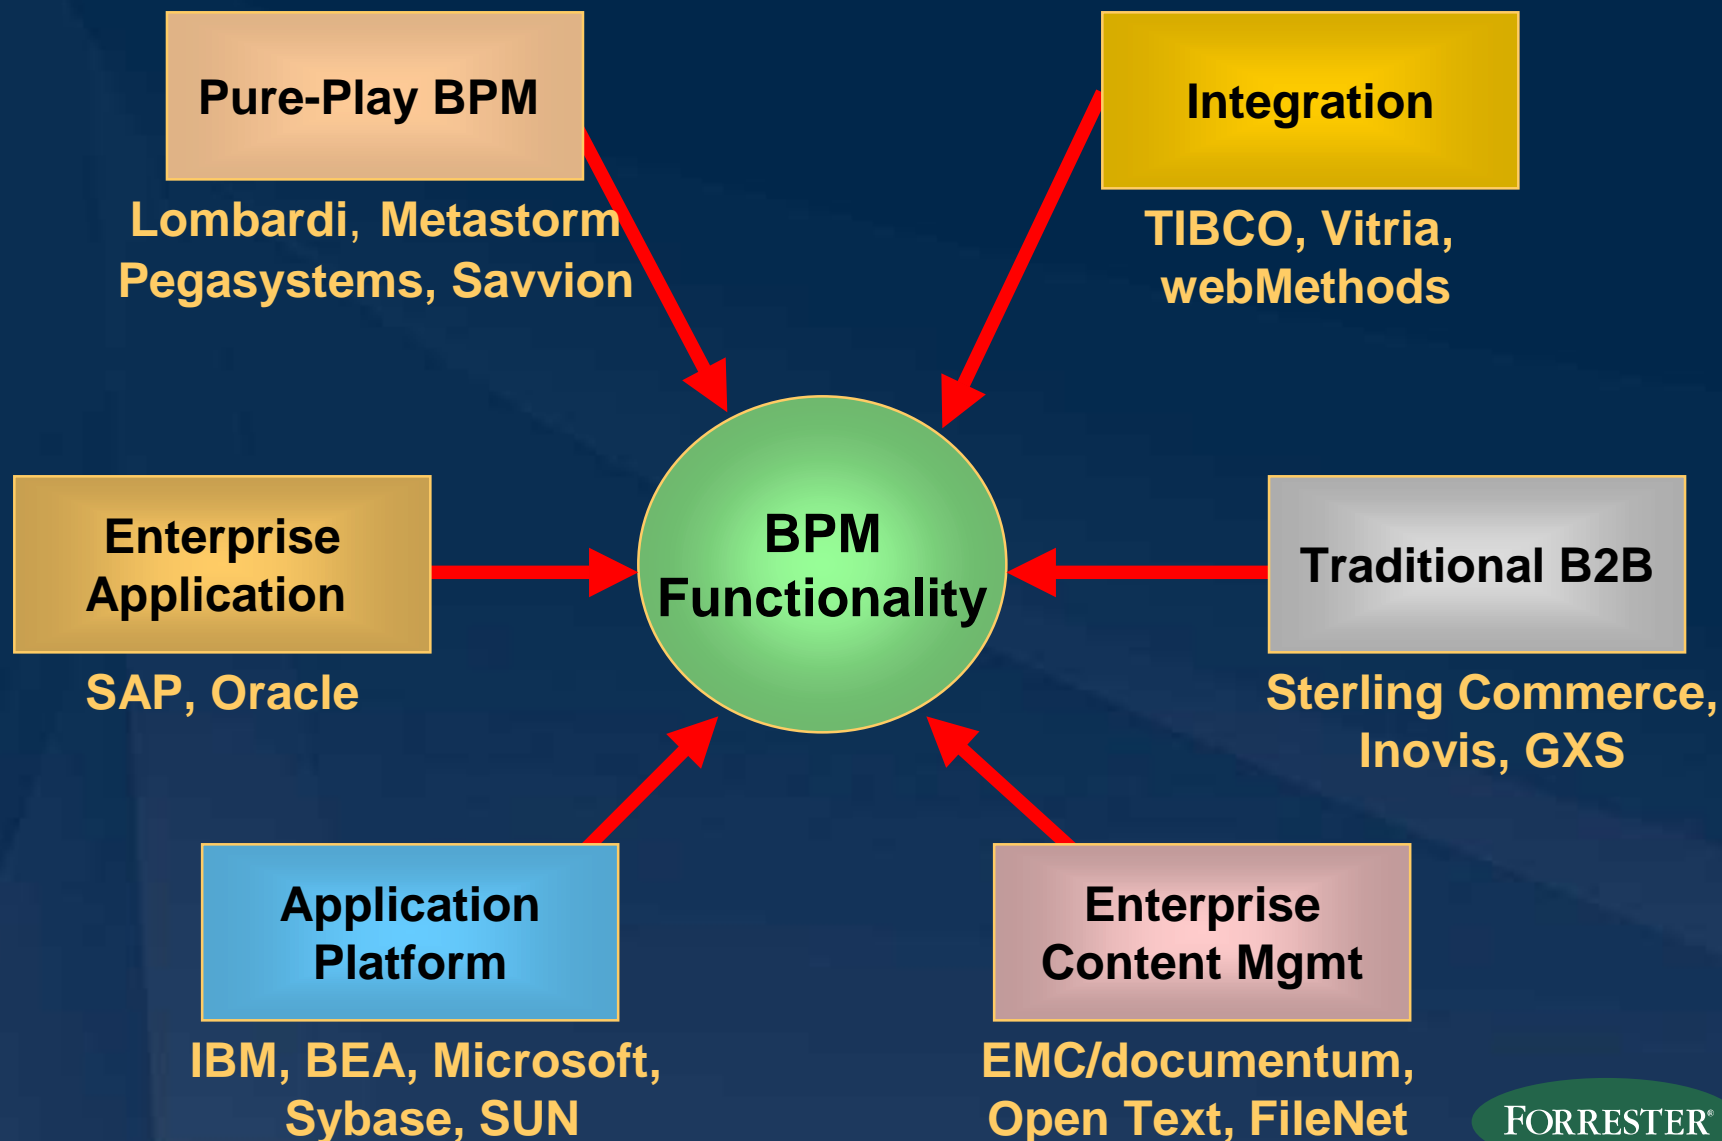 Pure-Play BPM
Lombardi, Metastorm
Pegasystems, Savvion
Integration
TIBCO, Vitria,
webMethods
Enterprise
Application
SAP, Oracle
BPM
Functionality
Traditional B2B
Sterling Commerce,
Inovis, GXS
Application
Platform
IBM, BEA, Microsoft,
Sybase, SUN
Enterprise
Content Mgmt
EMC/documentum,
Open Text, FileNet
FORRESTER®